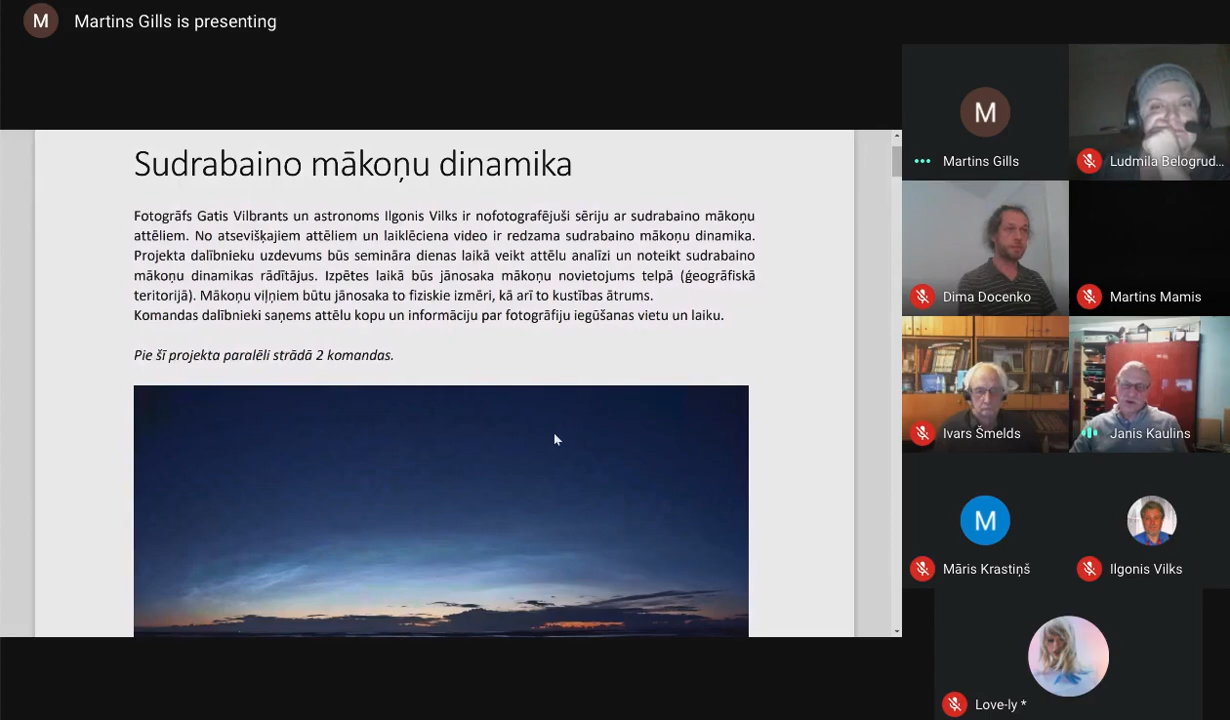 M
Martins Gills is presenting
Sudrabaino mākoņu dinamika
Fotogrāfs Gatis Vilbrants un astronoms Ilgonis Vilks ir nofotografējuši sēriju ar sudrabaino mākoņu
attēliem. No atsevišķajiem attēliem un laiklēciena video ir redzama sudrabaino mākoņu dinamika.
Projekta dalībnieku uzdevums būs semināra dienas laikā veikt attēlu analīzi un noteikt sudrabaino
mākoņu dinamikas rādītājus. Izpētes laikā būs jānosaka mākoņu novietojums telpā (ģeogrāfiskā
teritorijā). Mākoņu viļņiem būtu jānosaka to fiziskie izmēri, kā arī to kustības ātrums.
Komandas dalībnieki saņems attēlu kopu un informāciju par fotogrāfiju iegūšanas vietu un laiku.
Pie šī projekta paralēli strādā 2 komandas.
M
Martins Gills
Ludmila Belogrud...
Dima Docenko
Martins Mamis
Ivars Šmelds
Janis Kaulins
M
Māris Krastiņš
Ilgonis Vilks
Love-ly *